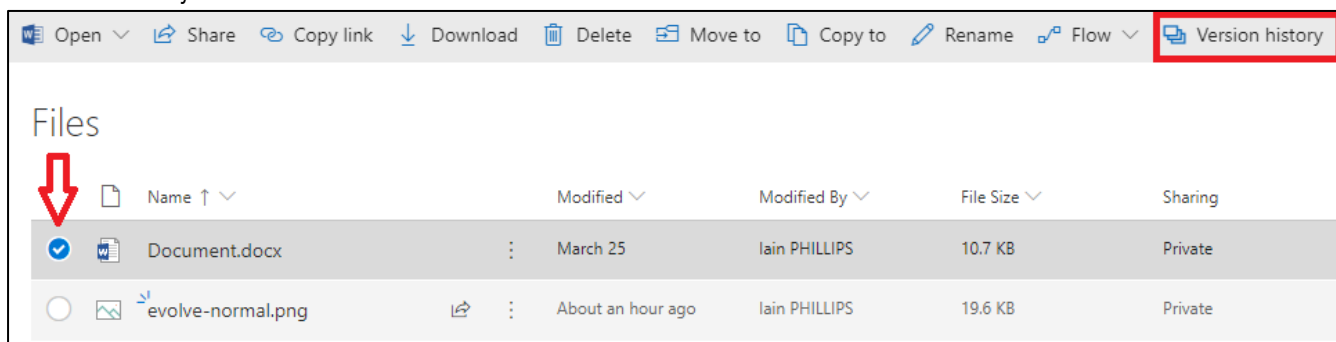 Open Share Copy link Download Delete Move to Copy to Rename Flow Version history
Files
Name ↑ Modified Modified By File Size Sharing
Document.docx March 25 Iain PHILLIPS 10.7 KB Private
evolve-normal.png About an hour ago Iain PHILLIPS 19.6 KB Private